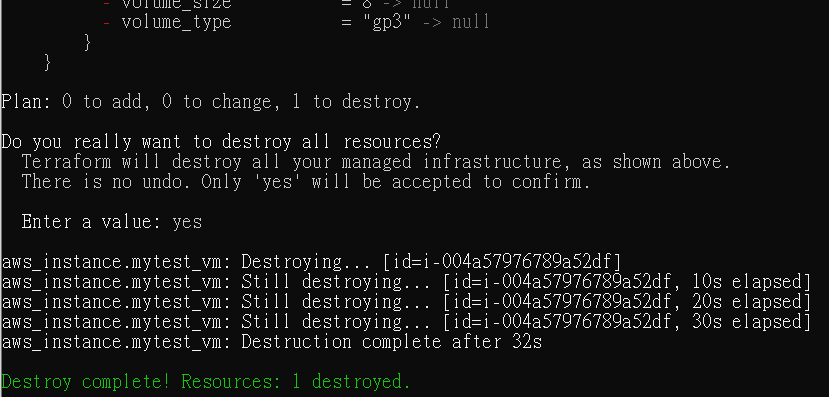 - volume_size = 8 -> null
- volume_type = "gp3" -> null
}
}
Plan: 0 to add, 0 to change, 1 to destroy.
Do you really want to destroy all resources?
Terraform will destroy all your managed infrastructure, as shown above.
There is no undo. Only 'yes' will be accepted to confirm.
Enter a value: yes
aws_instance.mytest_vm: Destroying... [id=i-004a57976789a52df]
aws_instance.mytest_vm: Still destroying... [id=i-004a57976789a52df, 10s elapsed]
aws_instance.mytest_vm: Still destroying... [id=i-004a57976789a52df, 20s elapsed]
aws_instance.mytest_vm: Still destroying... [id=i-004a57976789a52df, 30s elapsed]
aws_instance.mytest_vm: Destruction complete after 32s
Destroy complete! Resources: 1 destroyed.